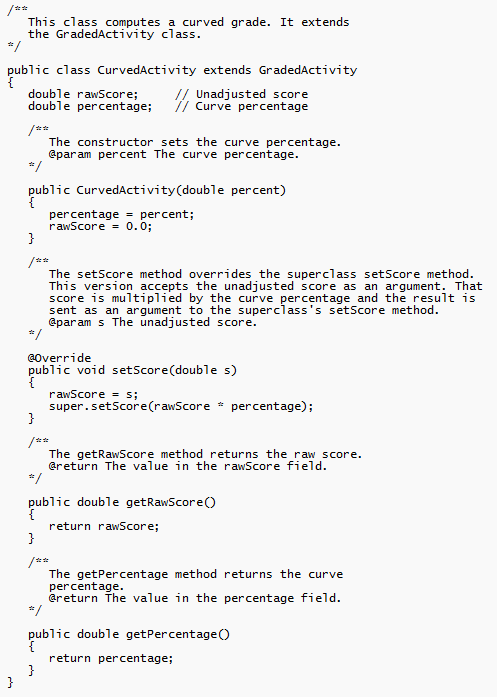 /**
This class computes a curved grade. It extends
the GradedActivity class.
*/
public class CurvedActivity extends GradedActivity
{
double rawScore; // Unadjusted score
double percentage; // Curve percentage
/**
The constructor sets the curve percentage.
@param percent The curve percentage.
*/
public CurvedActivity(double percent)
{
percentage = percent;
rawScore = 0.0;
}
/**
The setScore method overrides the superclass setScore method.
This version accepts the unadjusted score as an argument. That
score is multiplied by the curve percentage and the result is
sent as an argument to the superclass's setScore method.
@param s The unadjusted score.
*/
@Override
public void setScore(double s)
{
rawScore = s;
super.setScore(rawScore * percentage);
}
/**
The getRawScore method returns the raw score.
@return The value in the rawScore field.
*/
public double getRawScore()
{
return rawScore;
}
/**
The getPercentage method returns the curve
percentage.
@return The value in the percentage field.
*/
public double getPercentage()
{
return percentage;
}
}